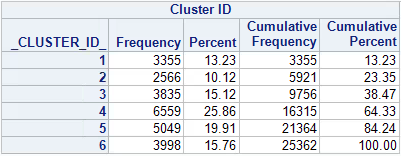 Cluster ID
_CLUSTER_ID_ Frequency Percent Cumulative Frequency Cumulative Percent
1 3355 13.23 3355 13.23
2 2566 10.12 5921 23.35
3 3835 15.12 9756 38.47
4 6559 25.86 16315 64.33
5 5049 19.91 21364 84.24
6 3998 15.76 25362 100.00